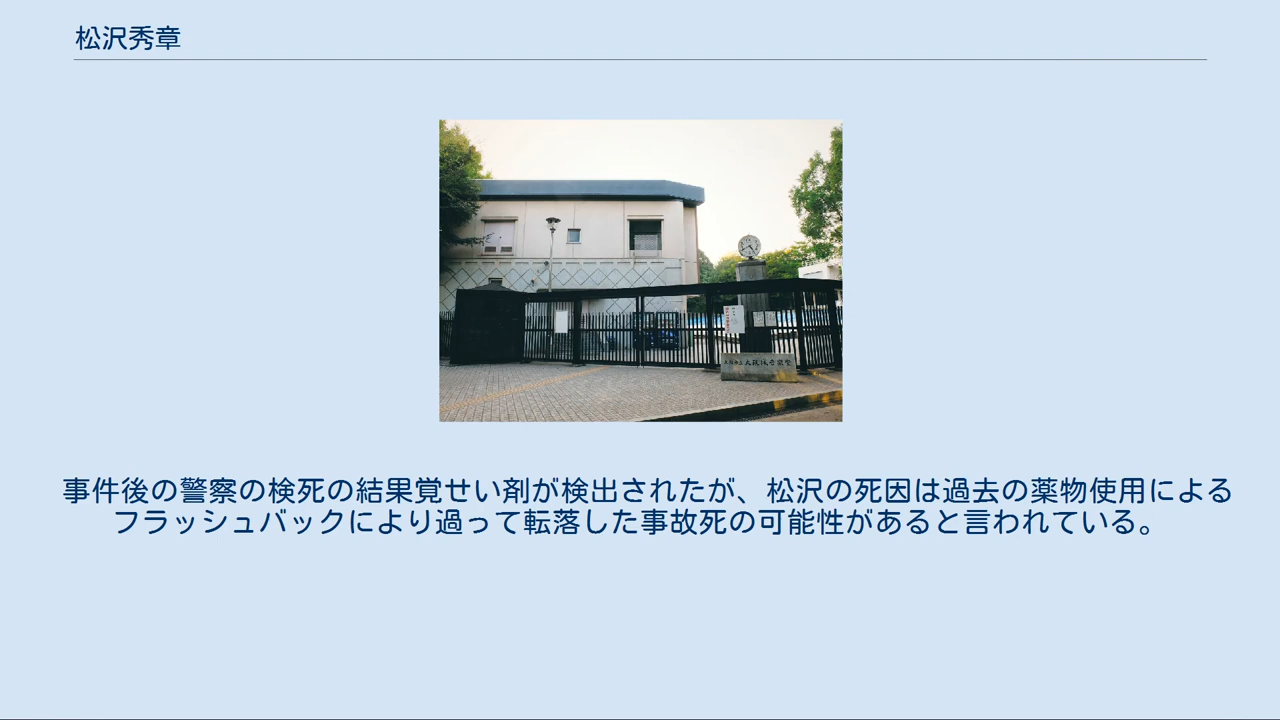 松沢秀章
事件後の警察の検死の結果覚せい剤が検出されたが、松沢の死因は過去の薬物使用による
フラッシュバックにより過って転落した事故死の可能性があると言われている。